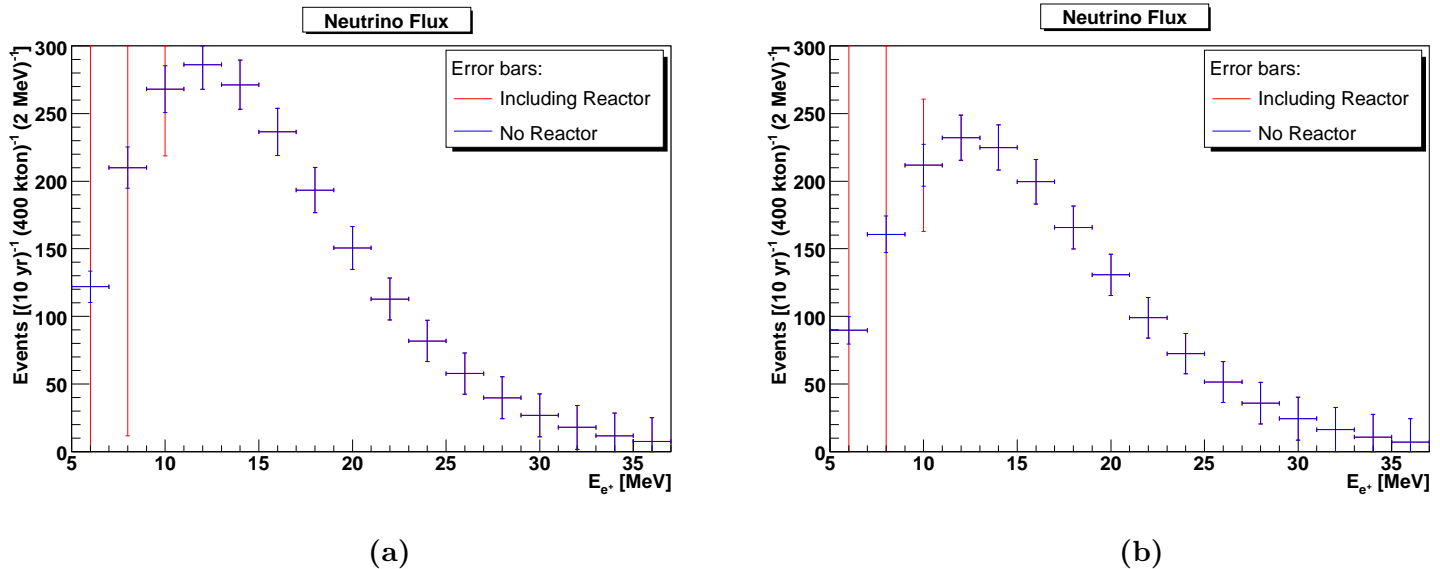 Neutrino Flux
Events [(10 yr)⁻¹ (400 kton)⁻¹ (2 MeV)⁻¹]
300
250
200
150
100
50
0
Error bars:
Including Reactor
No Reactor
5 10 15 20 25 30 35
E_e⁺ [MeV]
(a)
Neutrino Flux
Events [(10 yr)⁻¹ (400 kton)⁻¹ (2 MeV)⁻¹]
300
250
200
150
100
50
0
Error bars:
Including Reactor
No Reactor
5 10 15 20 25 30 35
E_e⁺ [MeV]
(b)